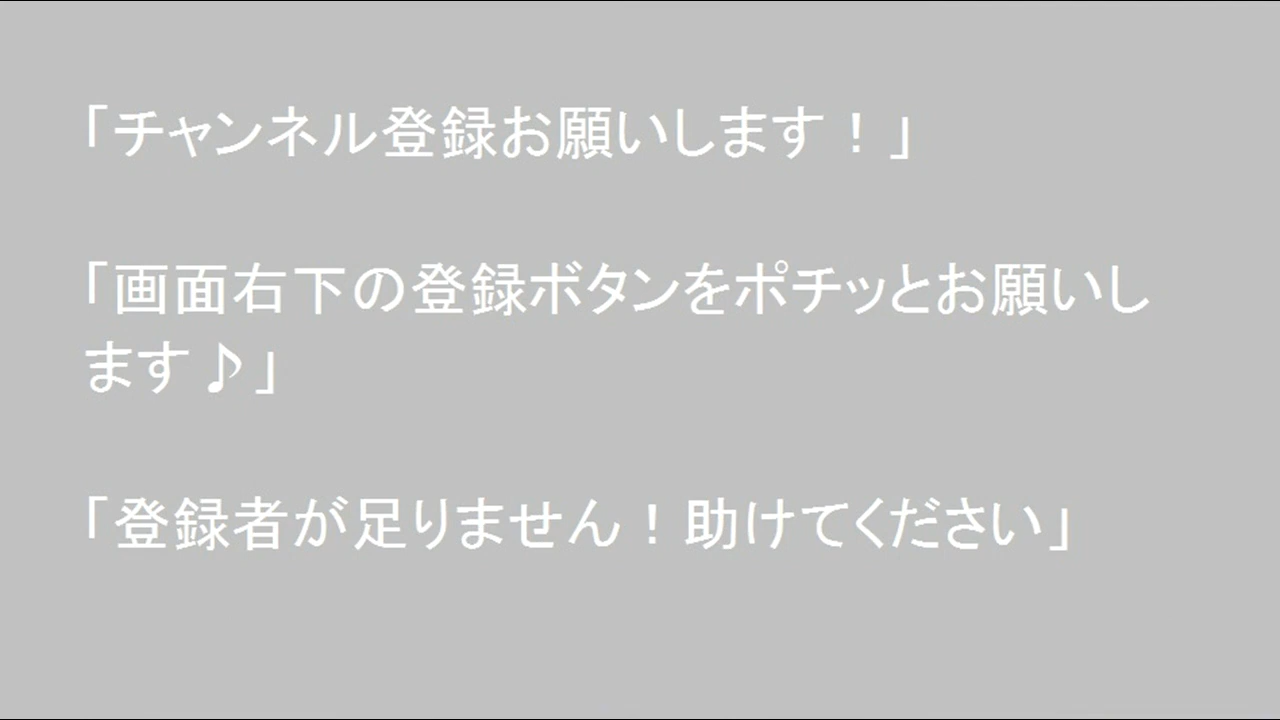 「チャンネル登録お願いします！」
「画面右下の登録ボタンをポチッとお願いし
ます♪」
「登録者が足りません！助けてください」